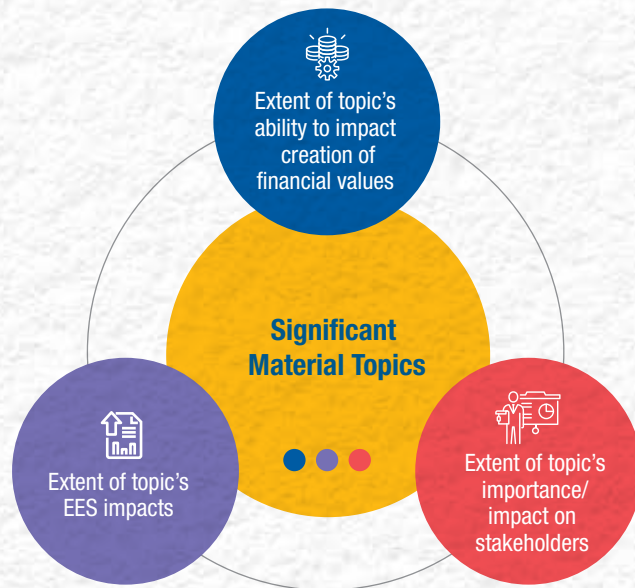 Extent of topic's
ability to impact
creation of
financial values
Significant
Material Topics
Extent of topic's
EES impacts
Extent of topic's
importance/
impact on
stakeholders